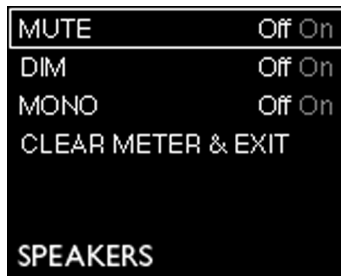 MUTE Off On
DIM Off On
MONO Off On
CLEAR METER & EXIT
SPEAKERS